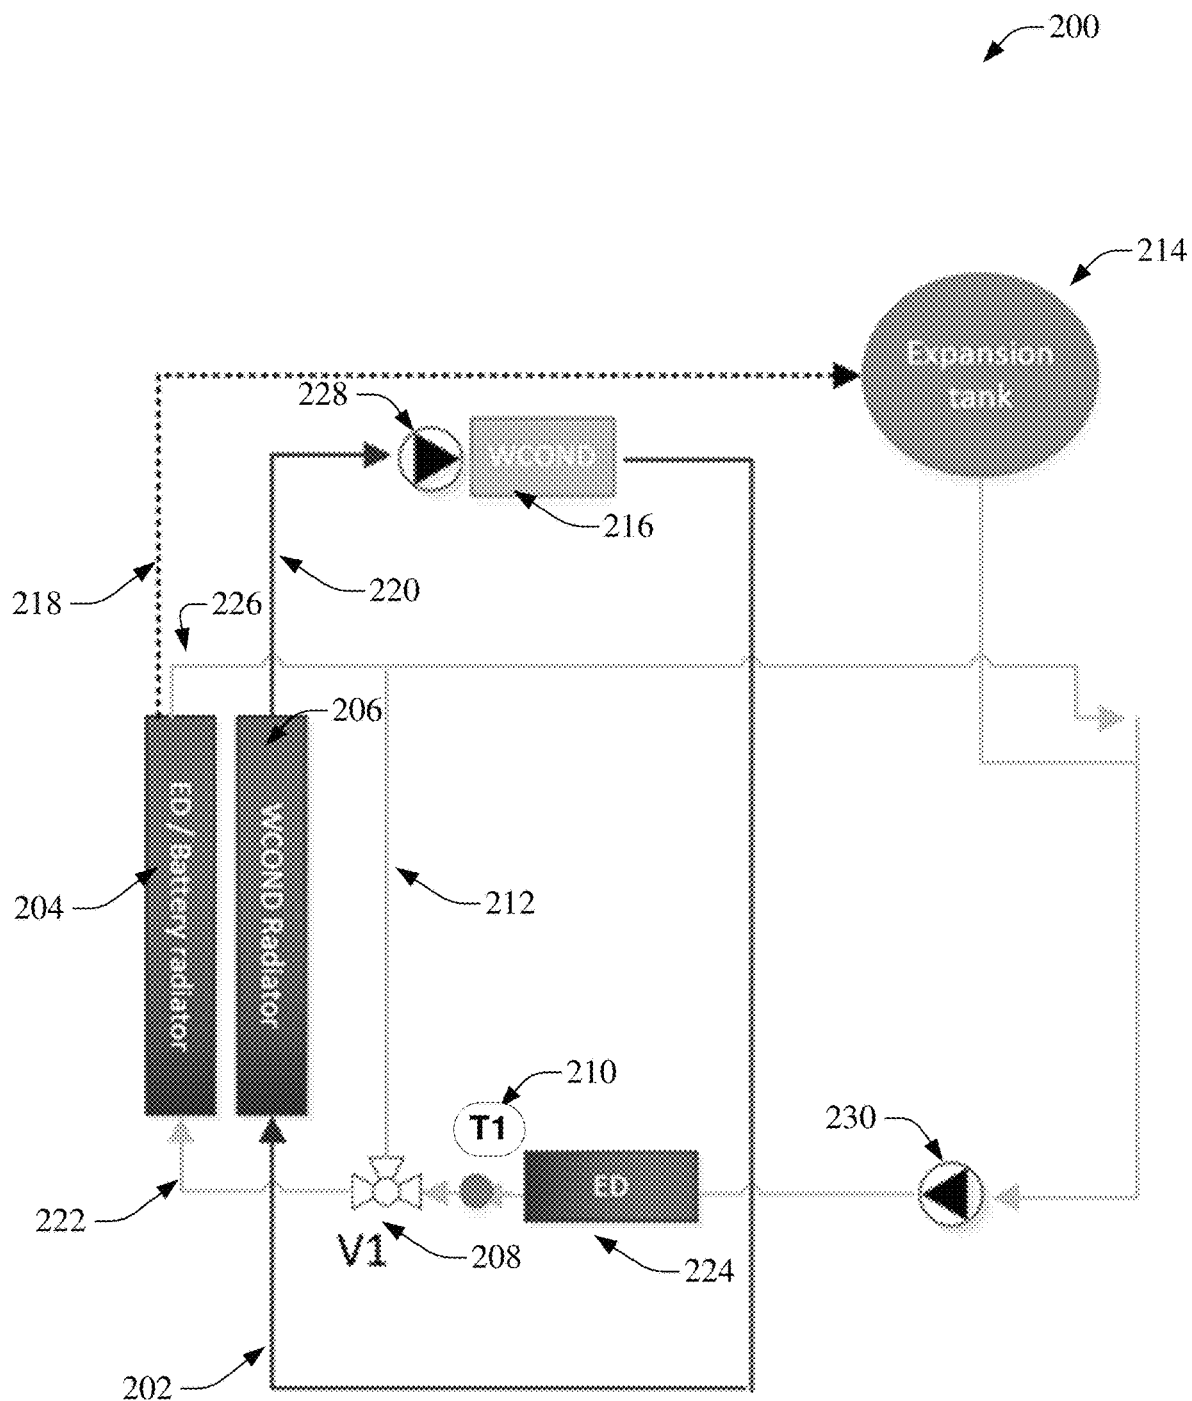 200
214
Expansion
tank
228
WCOND
216
218
226
220
206
ED / Battery radiator
WCOND Radiator
204
212
210
T1
230
ED
222
V1
208
224
202